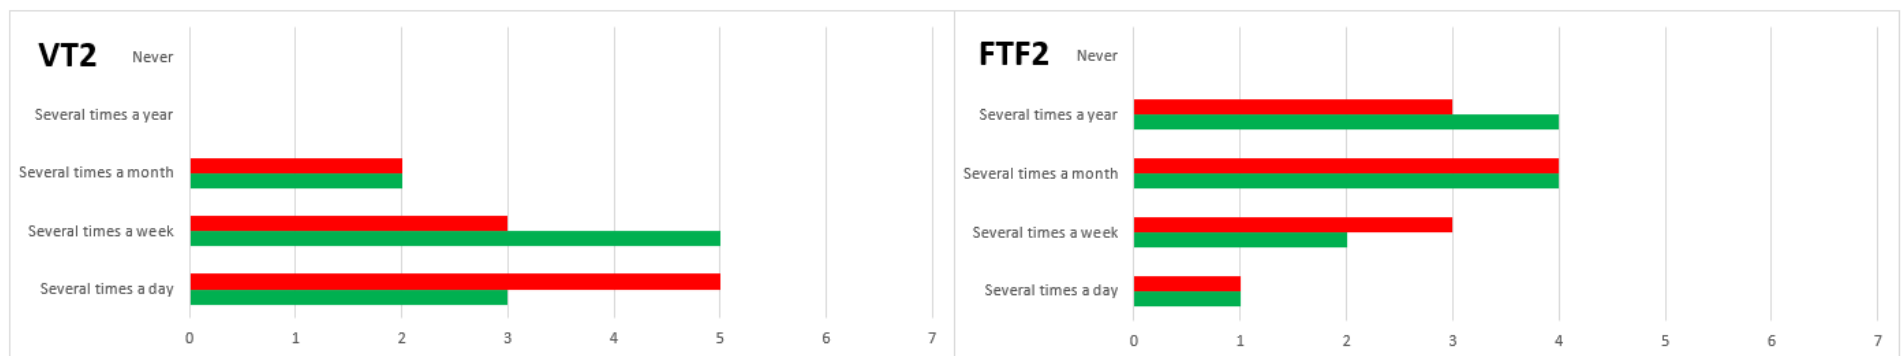 VT2
Never
Several times a year
Several times a month
Several times a week
Several times a day
0 1 2 3 4 5 6 7
FTF2
Never
Several times a year
Several times a month
Several times a week
Several times a day
0 1 2 3 4 5 6 7